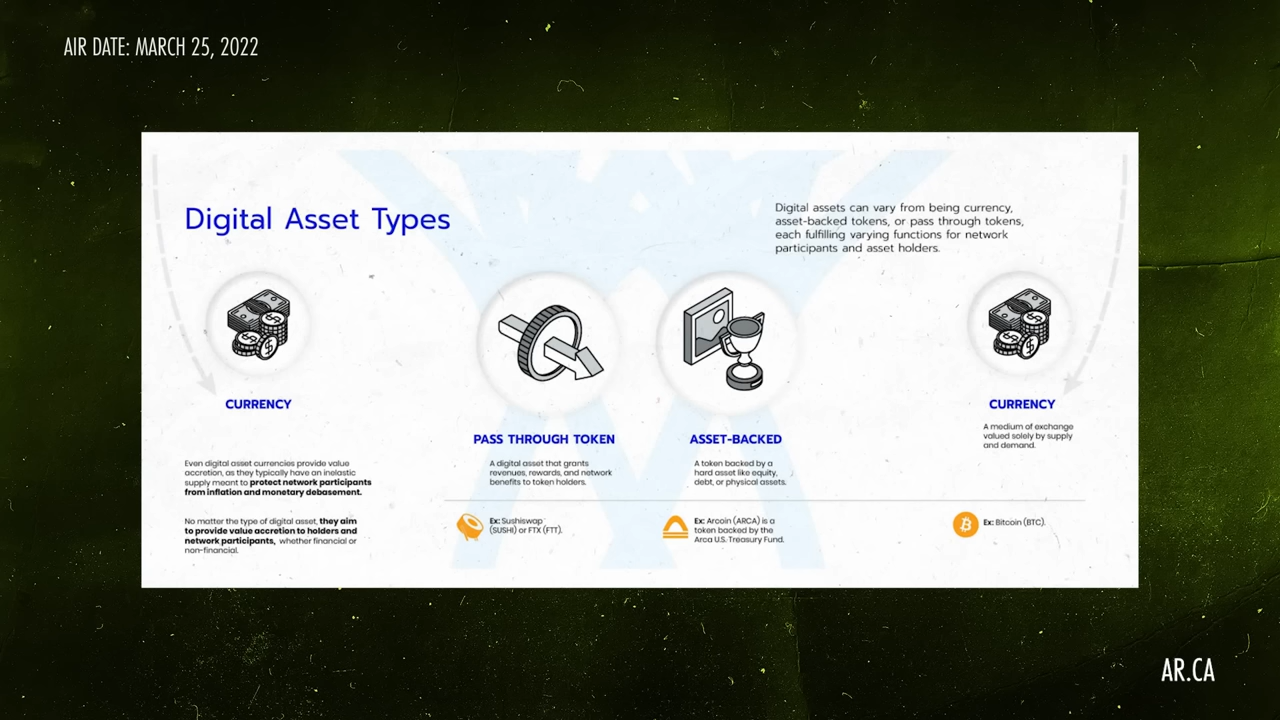 AIR DATE: MARCH 25, 2022
Digital Asset Types
Digital assets can vary from being currency,
asset-backed tokens, or pass through tokens,
each fulfilling varying functions for network
participants and asset holders.
CURRENCY
Even digital asset currencies provide value
accretion, as they typically have an inelastic
supply meant to protect network participants
from inflation and monetary debasement.
No matter the type of digital asset, they aim
to provide value accretion to holders and
network participants, whether financial or
non-financial.
PASS THROUGH TOKEN
A digital asset that grants
revenues, rewards, and network
benefits to token holders.
Ex: Sushiswap
(SUSHI) or FTX (FTT).
ASSET-BACKED
A token backed by a
hard asset like equity,
debt, or physical assets.
Ex: Arcoin (ARCA) is a
token backed by the
Arca U.S. Treasury Fund.
CURRENCY
A medium of exchange
valued solely by supply
and demand.
Ex: Bitcoin (BTC).
AR.CA